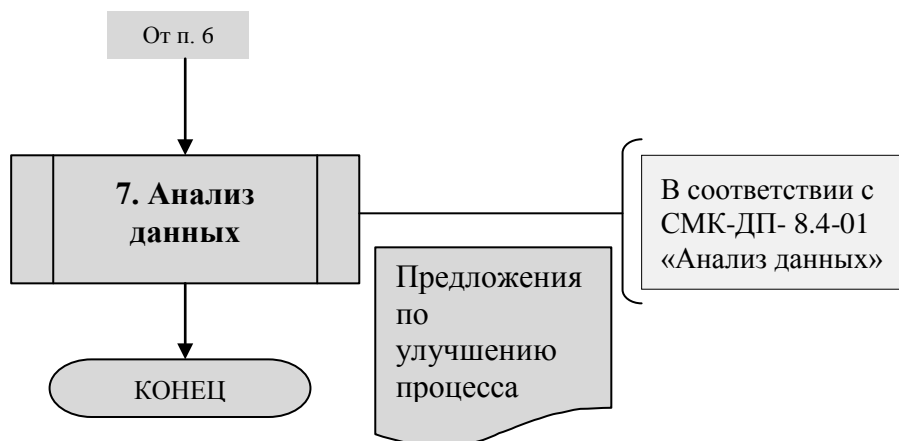 От п. 6
7. Анализ
данных
В соответствии с
СМК-ДП- 8.4-01
«Анализ данных»
Предложения
по
улучшению
процесса
КОНЕЦ